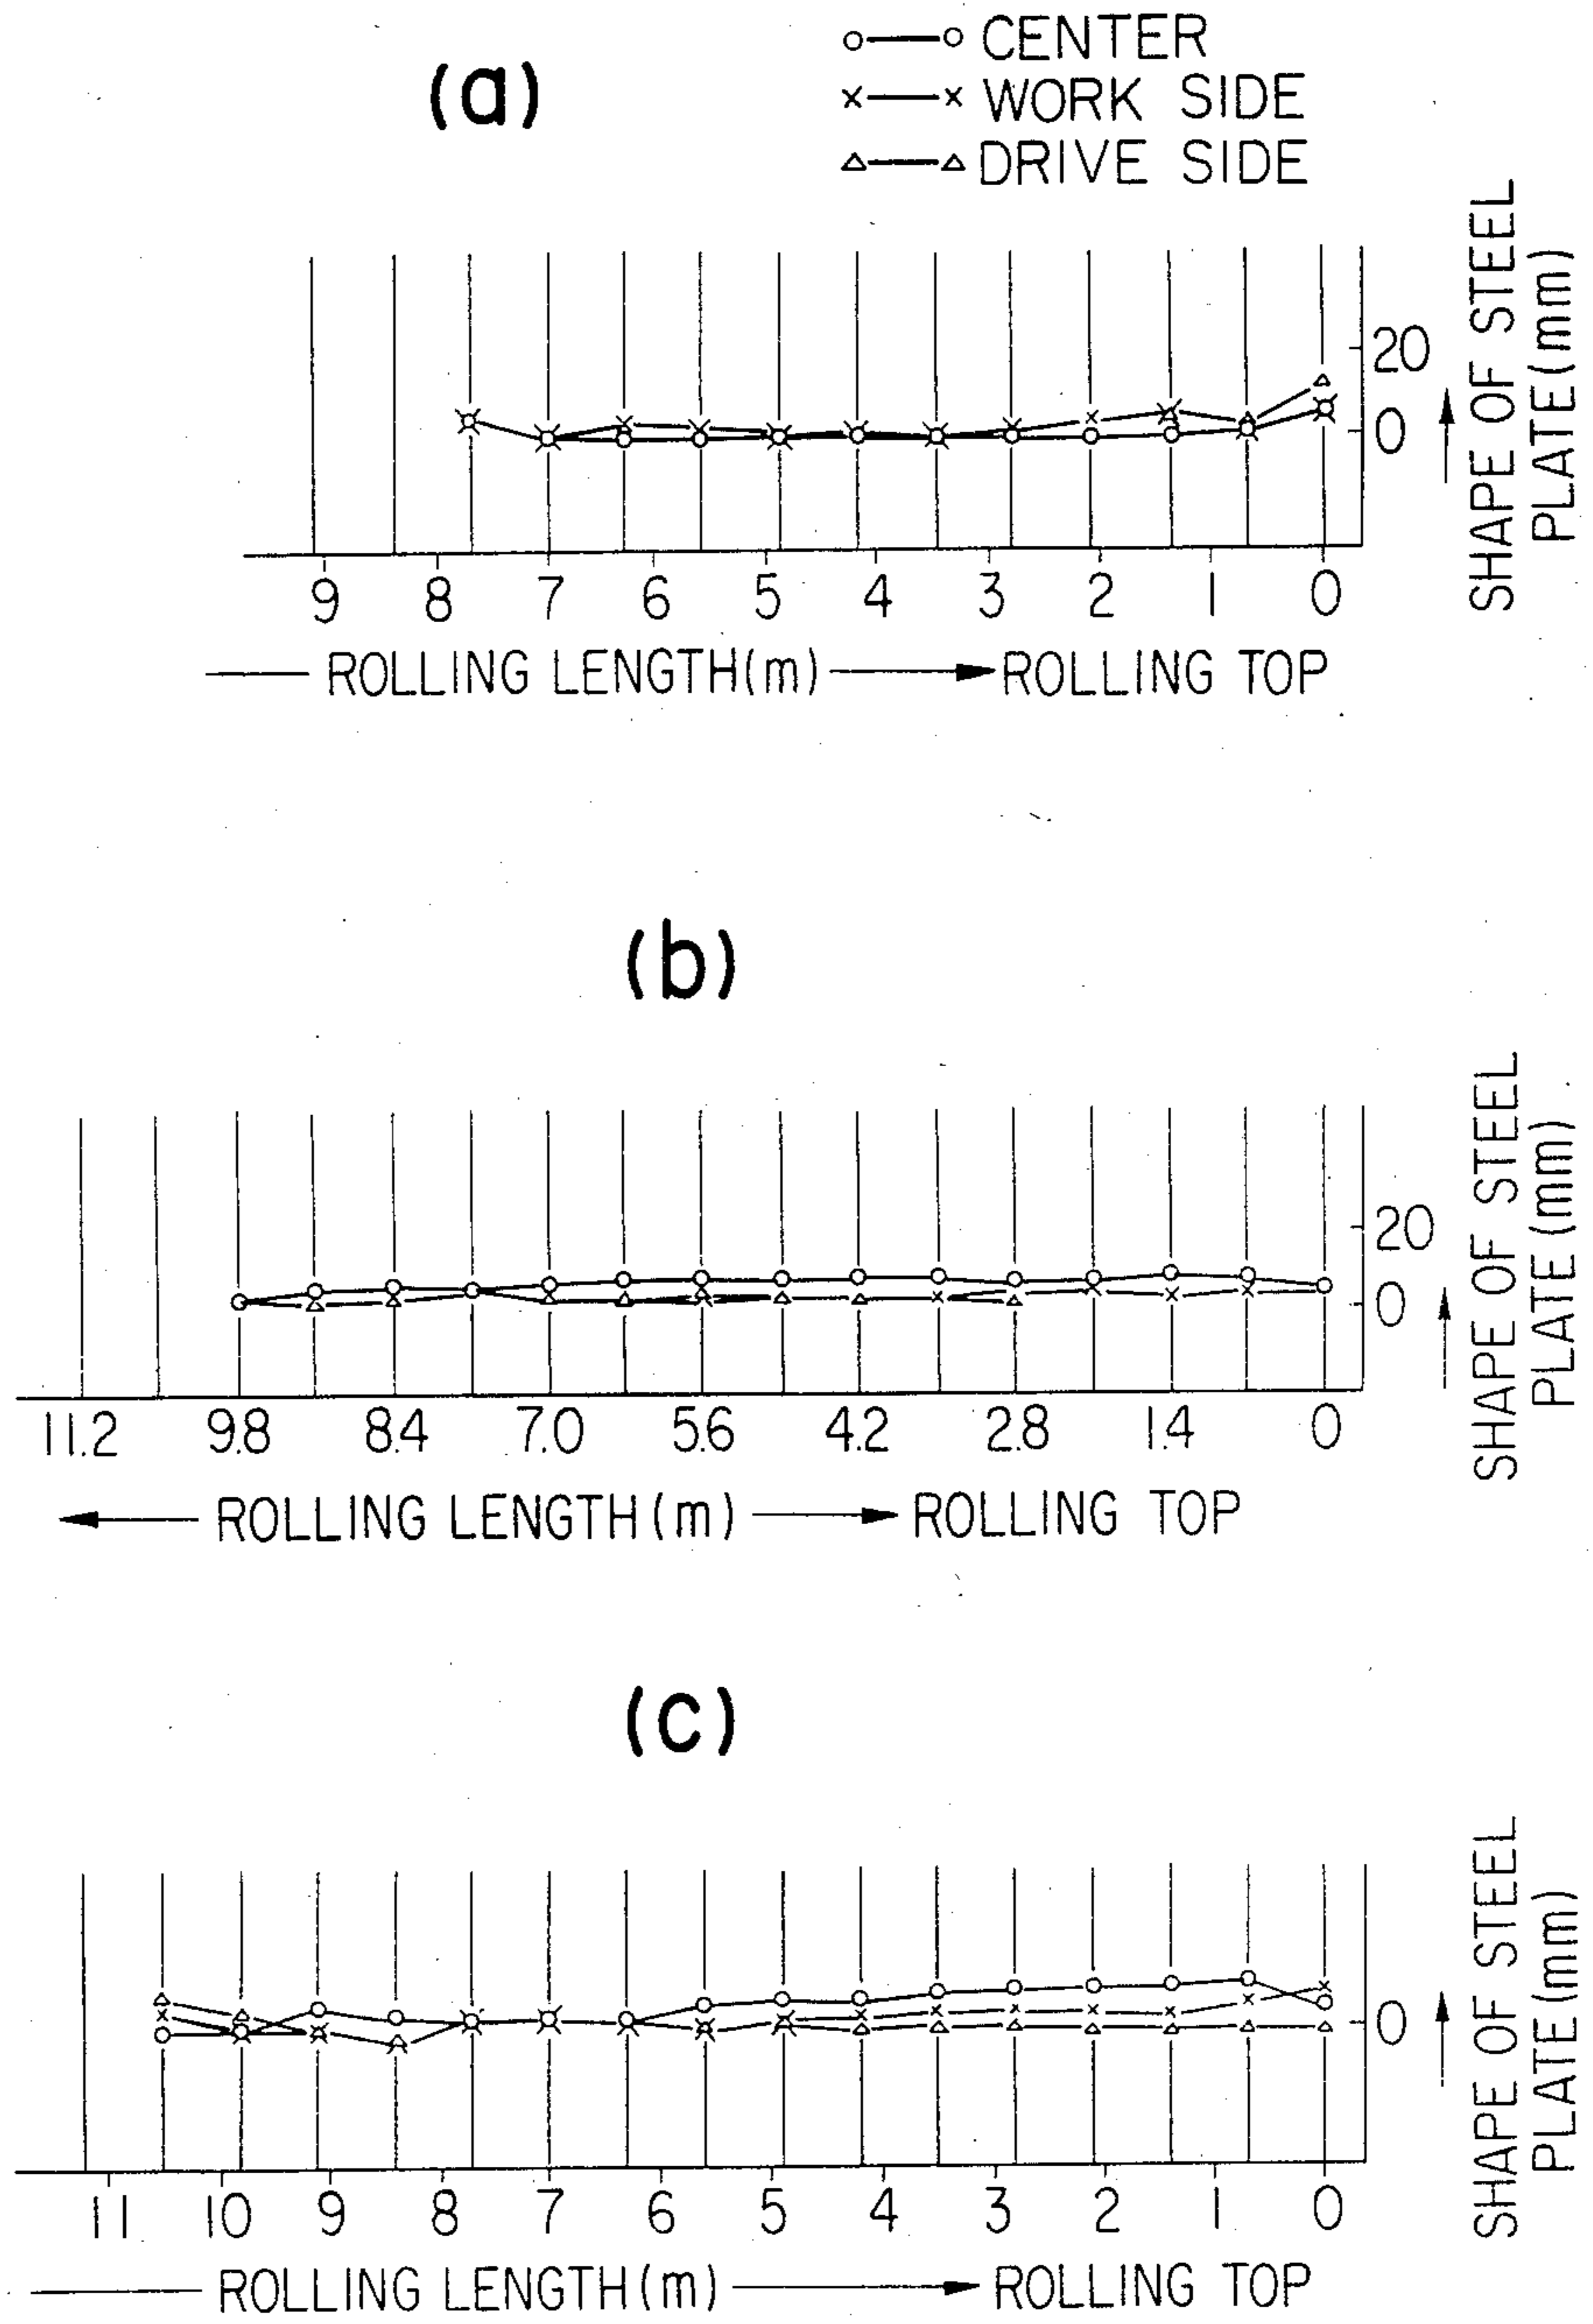 (a)
CENTER
WORK SIDE
DRIVE SIDE
20
0
SHAPE OF STEEL
PLATE (mm)
9 8 7 6 5 4 3 2 1 0
ROLLING LENGTH (m) ROLLING TOP
(b)
20
0
SHAPE OF STEEL
PLATE (mm)
11.2 9.8 8.4 7.0 5.6 4.2 2.8 1.4 0
ROLLING LENGTH (m) ROLLING TOP
(c)
0
SHAPE OF STEEL
PLATE (mm)
11 10 9 8 7 6 5 4 3 2 1 0
ROLLING LENGTH (m) ROLLING TOP